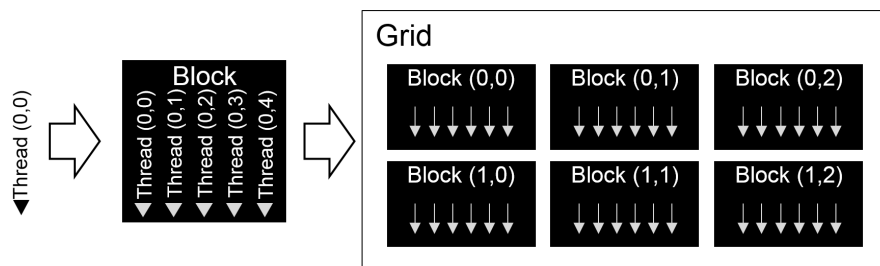 Thread (0,0)
Block
Thread (0,0)
Thread (0,1)
Thread (0,2)
Thread (0,3)
Thread (0,4)
Grid
Block (0,0)
Block (0,1)
Block (0,2)
Block (1,0)
Block (1,1)
Block (1,2)